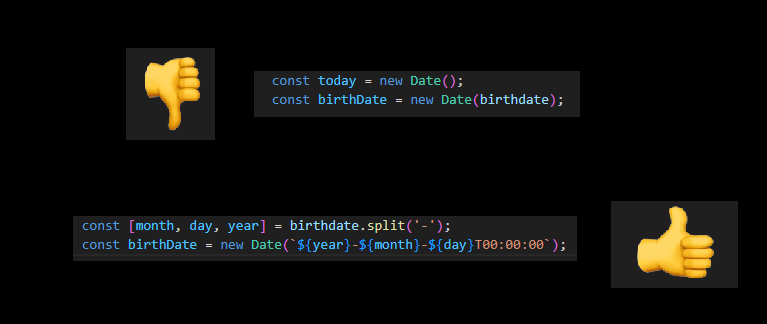 const today = new Date();
const birthDate = new Date(birthdate);
const [month, day, year] = birthdate.split('-');
const birthDate = new Date(`${year}-${month}-${day}T00:00:00`);